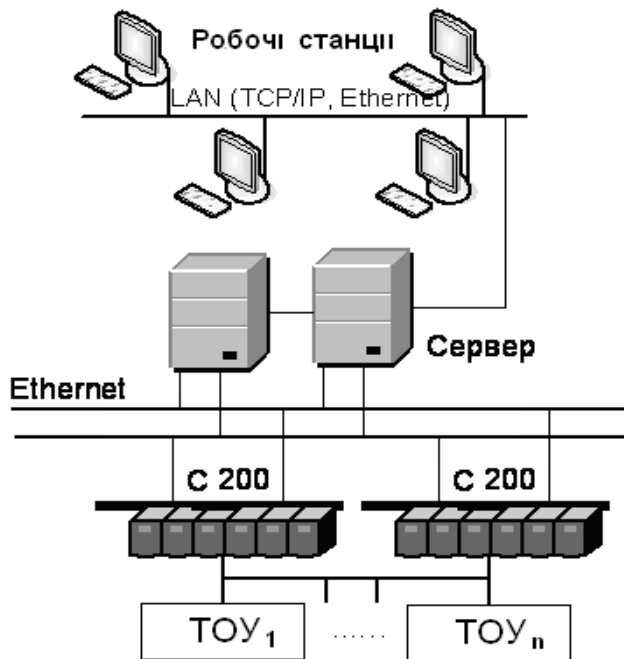 Робочі станції
LAN (TCP/IP, Ethernet)
Сервер
Ethernet
C 200
C 200
ТОУ1
......
ТОУn